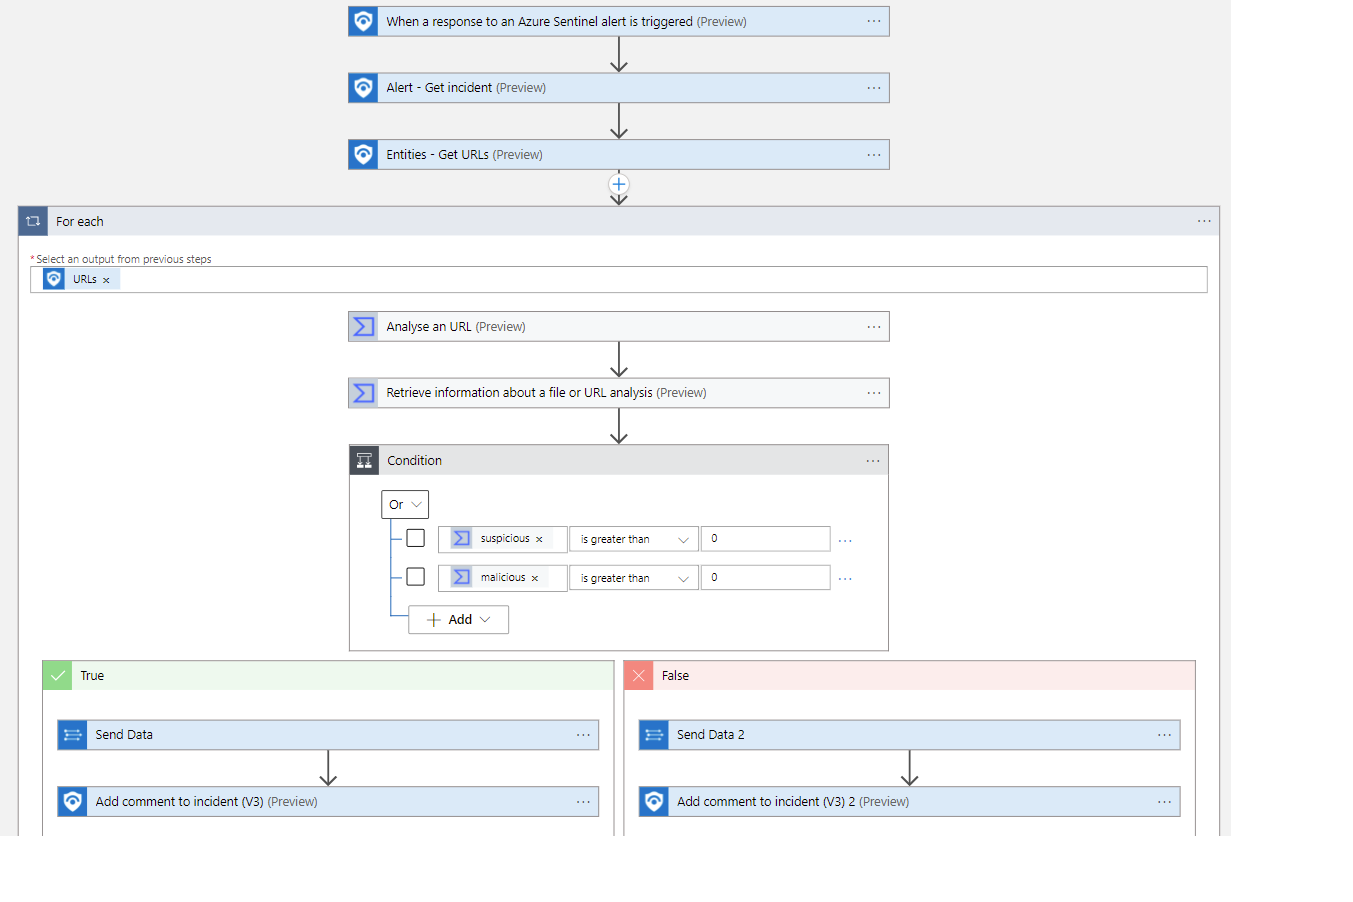 When a response to an Azure Sentinel alert is triggered (Preview)
Alert - Get incident (Preview)
Entities - Get URLs (Preview)
For each
*Select an output from previous steps
URLs ×
Analyse an URL (Preview)
Retrieve information about a file or URL analysis (Preview)
Condition
Or
suspicious × is greater than 0
malicious × is greater than 0
+ Add
True
False
Send Data
Send Data 2
Add comment to incident (V3) (Preview)
Add comment to incident (V3) 2 (Preview)